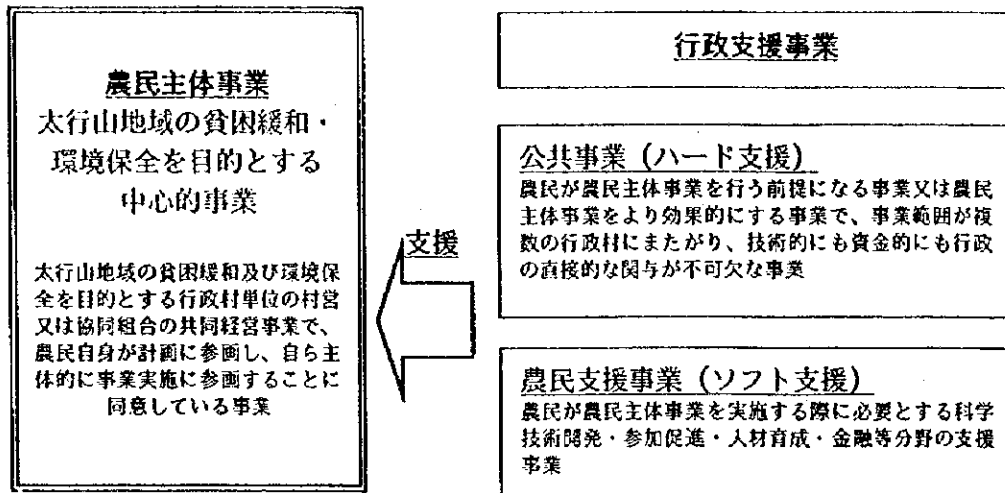 農民主体事業
太行山地域の貧困緩和・
環境保全を目的とする
中心的事業
太行山地域の貧困緩和及び環境保
全を目的とする行政村単位の村営
又は協同組合の共同経営事業で、
農民自身が計画に参画し、自ら主
体的に事業実施に参画することに
同意している事業
支援
行政支援事業
公共事業（ハード支援）
農民が農民主体事業を行う前提になる事業又は農民
主体事業をより効果的にする事業で、事業範囲が複
数の行政村にまたがり、技術的にも資金的にも行政
の直接的な関与が不可欠な事業
農民支援事業（ソフト支援）
農民が農民主体事業を実施する際に必要とする科学
技術開発・参加促進・人材育成・金融等分野の支援
事業